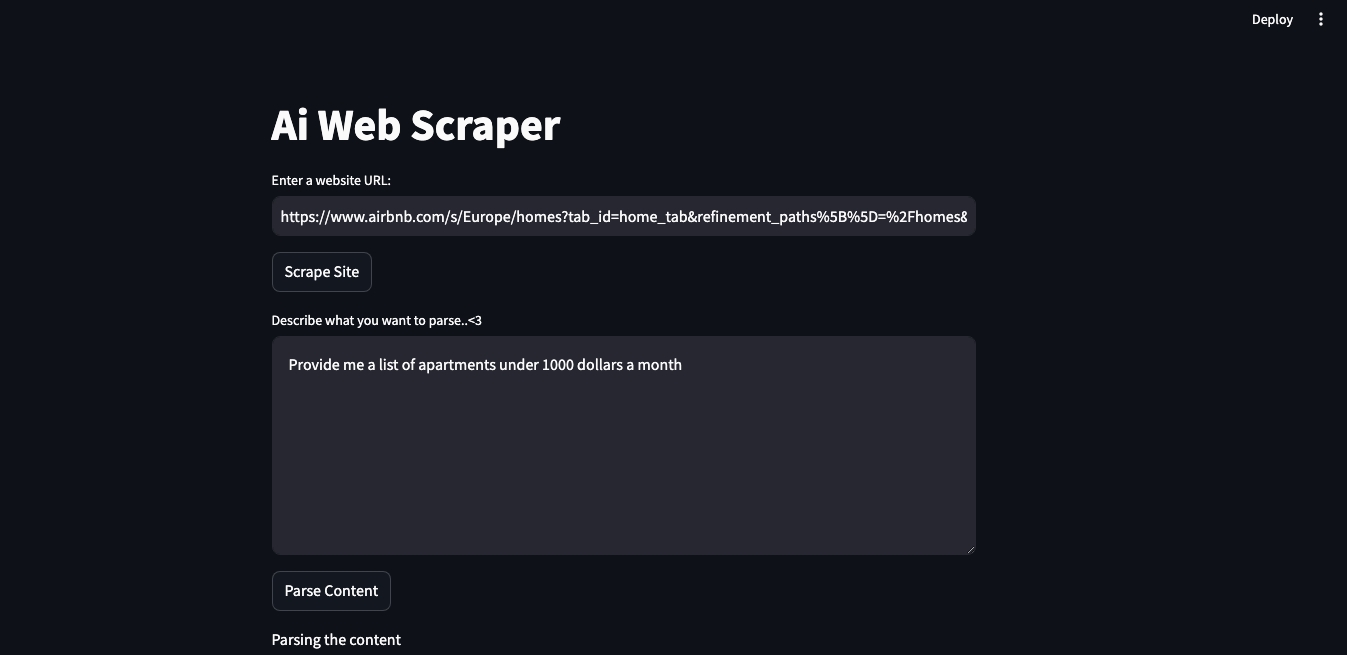 Deploy
Ai Web Scraper
Enter a website URL:
https://www.airbnb.com/s/Europe/homes?tab_id=home_tab&refinement_paths%5B%5D=%2Fhomes&
Scrape Site
Describe what you want to parse..<3
Provide me a list of apartments under 1000 dollars a month
Parse Content
Parsing the content